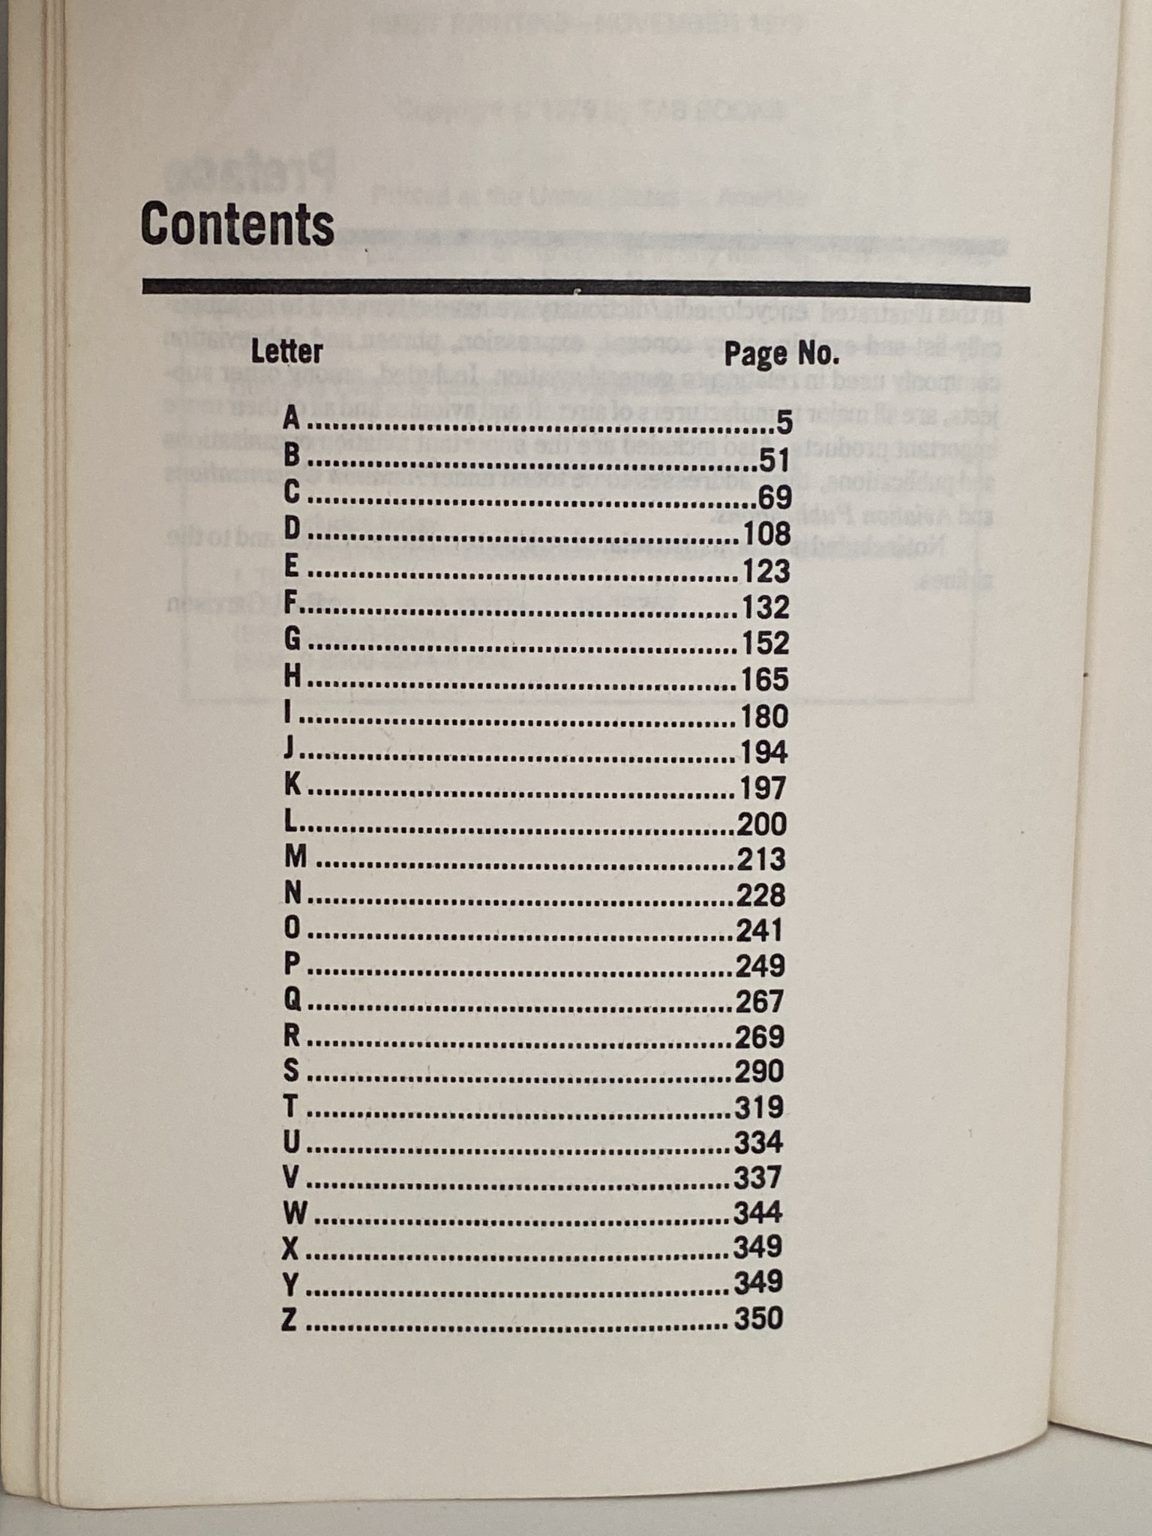 Contents
Letter Page No.
A ........................................................5
B ......................................................51
C .....................................................69
D ...................................................108
E ...................................................123
F....................................................132
G ...................................................152
H ...................................................165
I ....................................................180
J....................................................194
K ...................................................197
L....................................................200
M ..................................................213
N ...................................................228
O ...................................................241
P ...................................................249
Q ...................................................267
R ...................................................269
S ...................................................290
T ...................................................319
U ...................................................334
V ...................................................337
W ..................................................344
X ...................................................349
Y ...................................................349
Z ................................................... 350